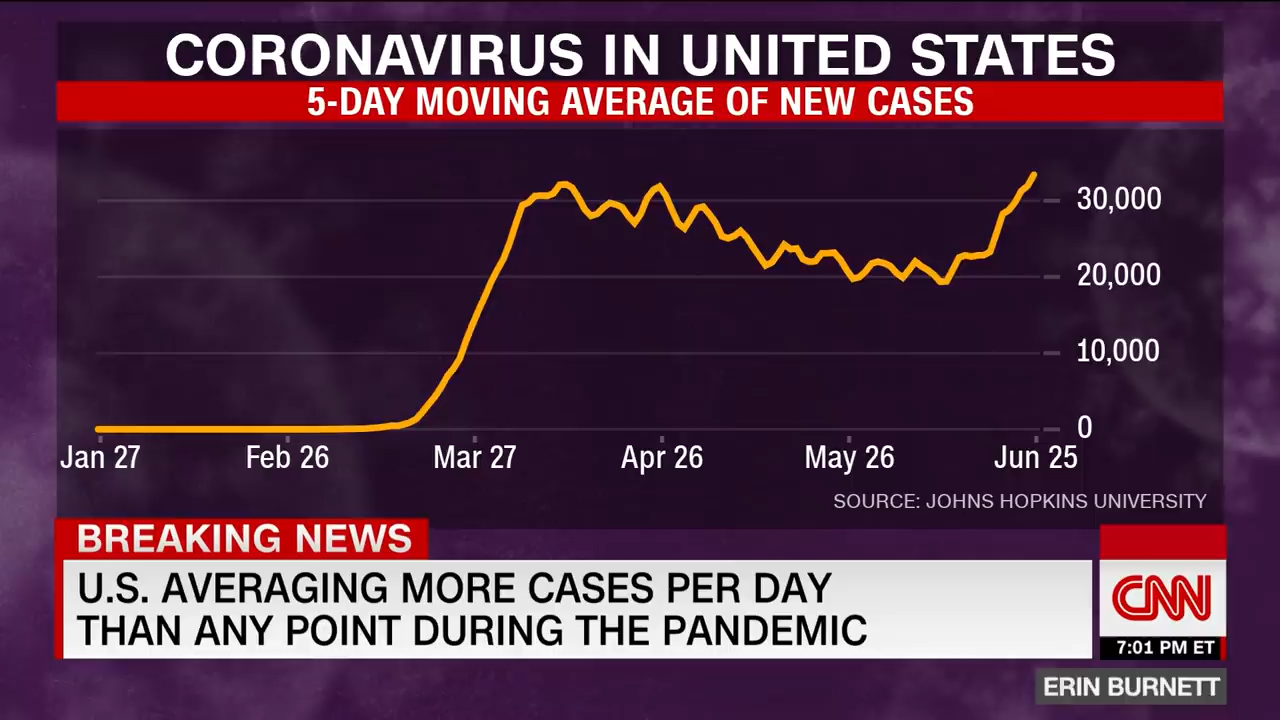 CORONAVIRUS IN UNITED STATES
5-DAY MOVING AVERAGE OF NEW CASES
30,000
20,000
10,000
0
Jan 27 Feb 26 Mar 27 Apr 26 May 26 Jun 25
SOURCE: JOHNS HOPKINS UNIVERSITY
BREAKING NEWS
U.S. AVERAGING MORE CASES PER DAY
THAN ANY POINT DURING THE PANDEMIC
CNN
7:01 PM ET
ERIN BURNETT